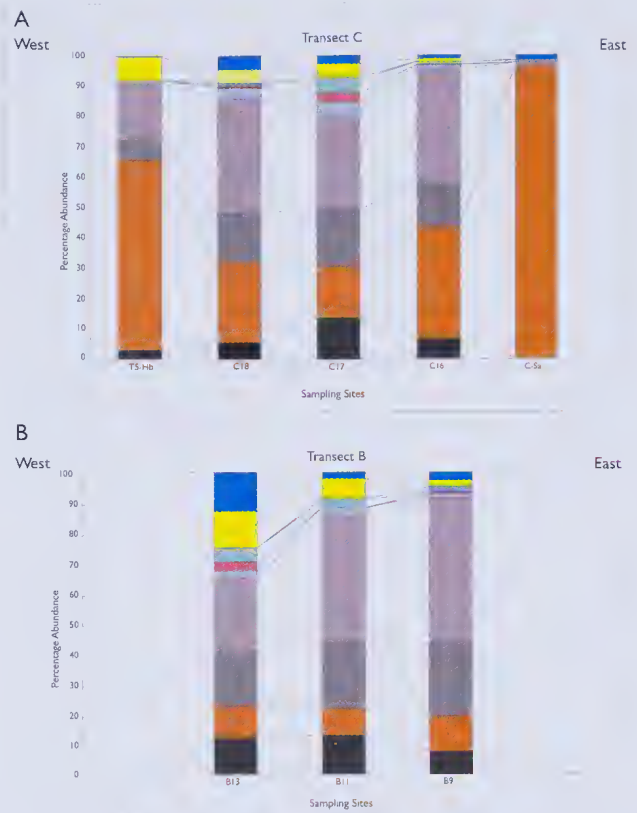 A
West Transect C East
100
90
80
70
60
50
40
30
20
10
0
Percentage Abundance
TS-Hb C18 C17 C16 C-5a
Sampling Sites
B
West Transect B East
100
90
80
70
60
50
40
30
20
10
0
Percentage Abundance
B13 B11 B9
Sampling Sites